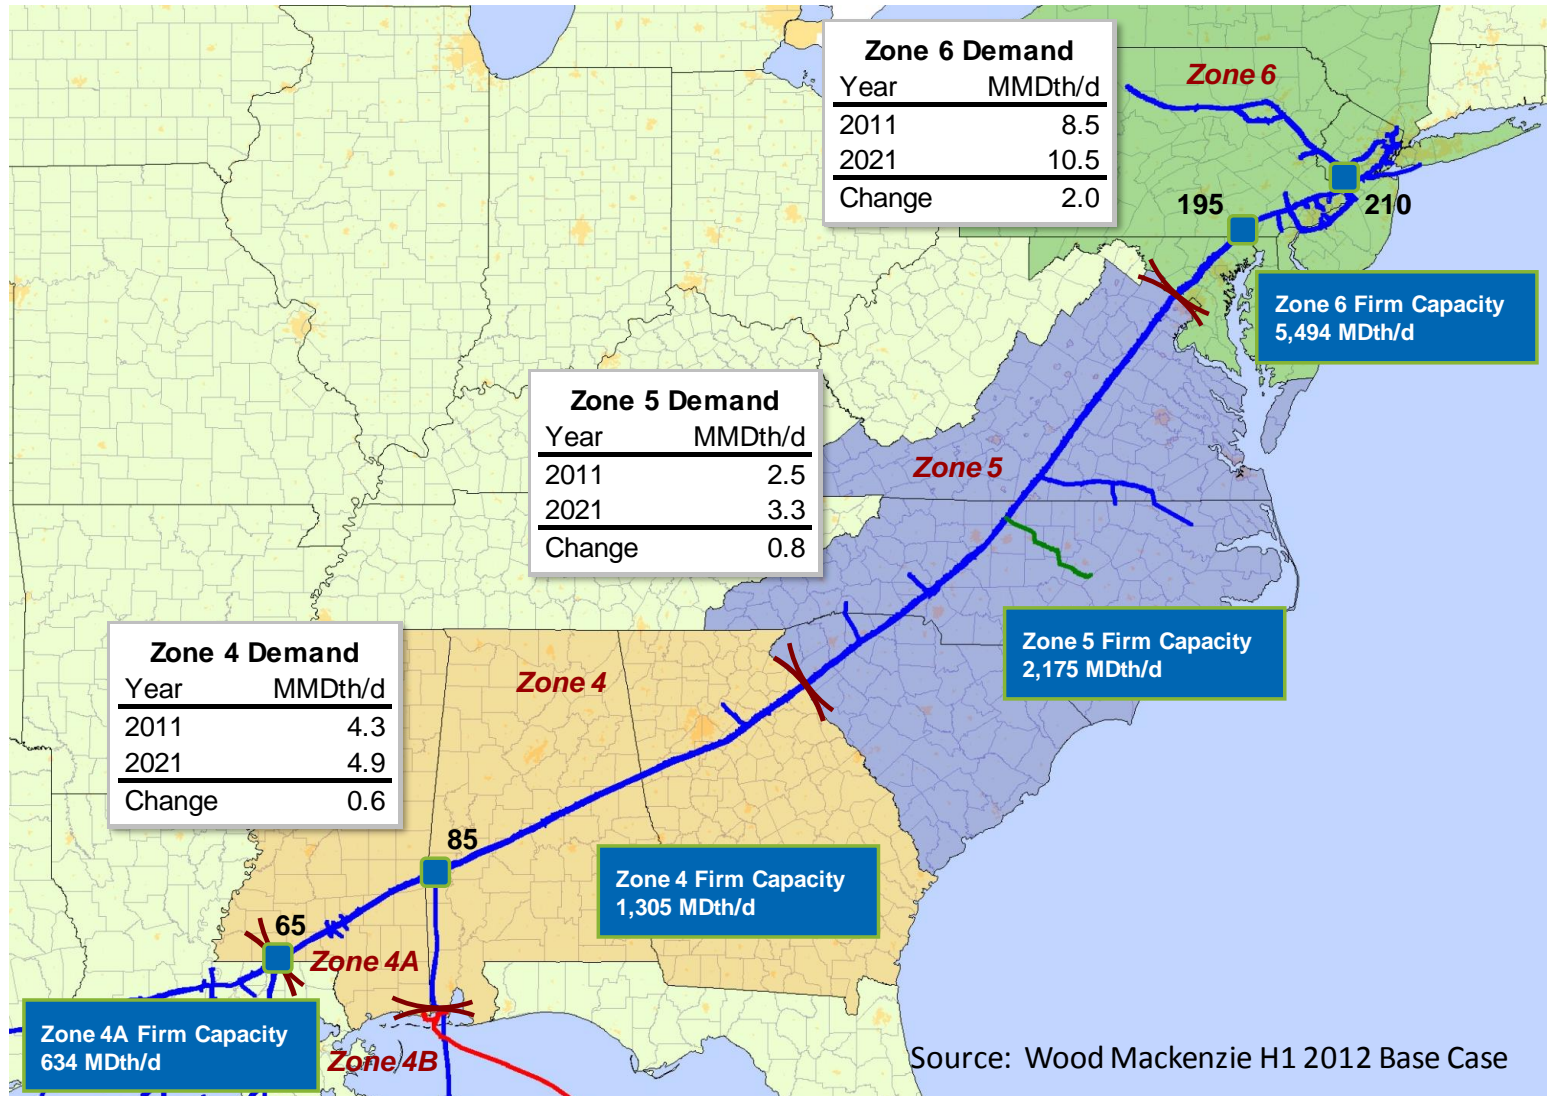 Zone 6 Demand
Year MMDth/d
2011 8.5
2021 10.5
Change 2.0
Zone 6
195
210
Zone 6 Firm Capacity
5,494 MDth/d
Zone 5 Demand
Year MMDth/d
2011 2.5
2021 3.3
Change 0.8
Zone 5
Zone 5 Firm Capacity
2,175 MDth/d
Zone 4 Demand
Year MMDth/d
2011 4.3
2021 4.9
Change 0.6
Zone 4
85
Zone 4 Firm Capacity
1,305 MDth/d
65
Zone 4A
Zone 4A Firm Capacity
634 MDth/d
Zone 4B
Source: Wood Mackenzie H1 2012 Base Case